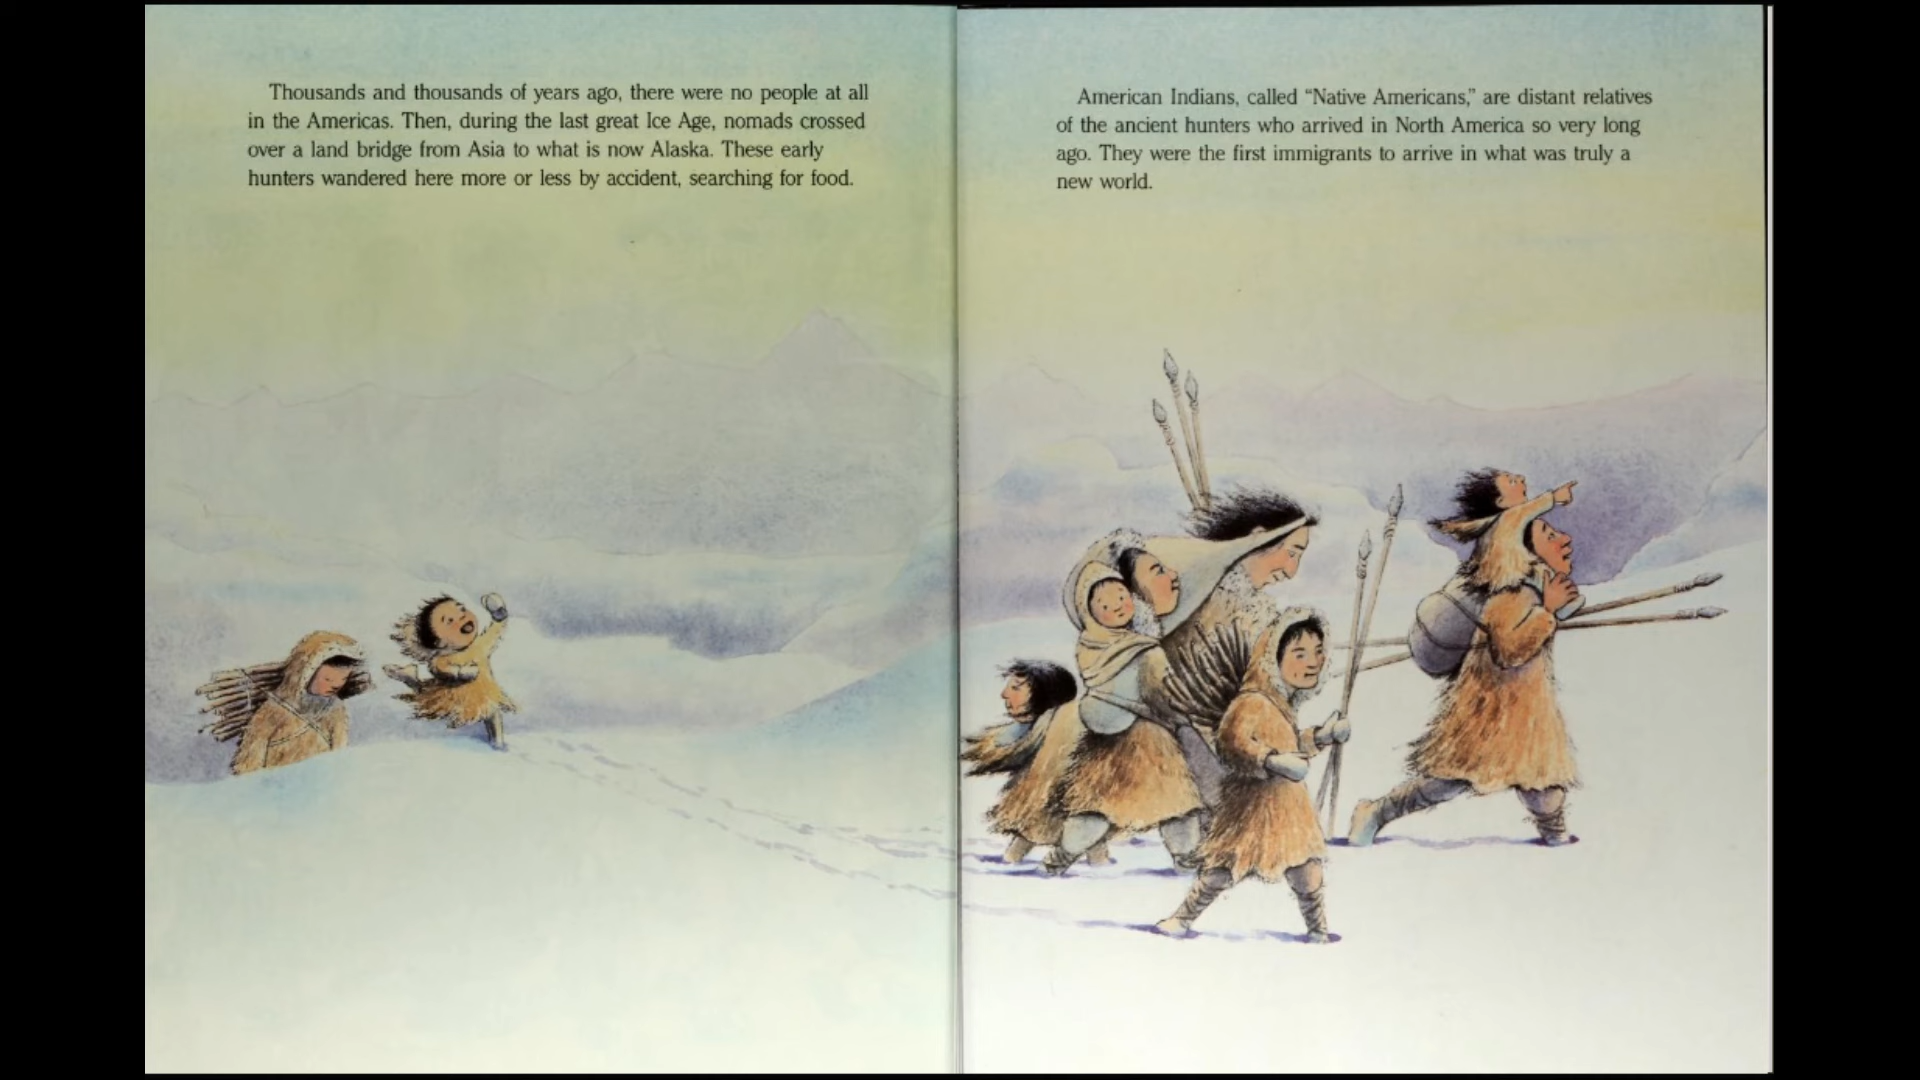 Thousands and thousands of years ago, there were no people at all
in the Americas. Then, during the last great Ice Age, nomads crossed
over a land bridge from Asia to what is now Alaska. These early
hunters wandered here more or less by accident, searching for food.
American Indians, called “Native Americans,” are distant relatives
of the ancient hunters who arrived in North America so very long
ago. They were the first immigrants to arrive in what was truly a
new world.